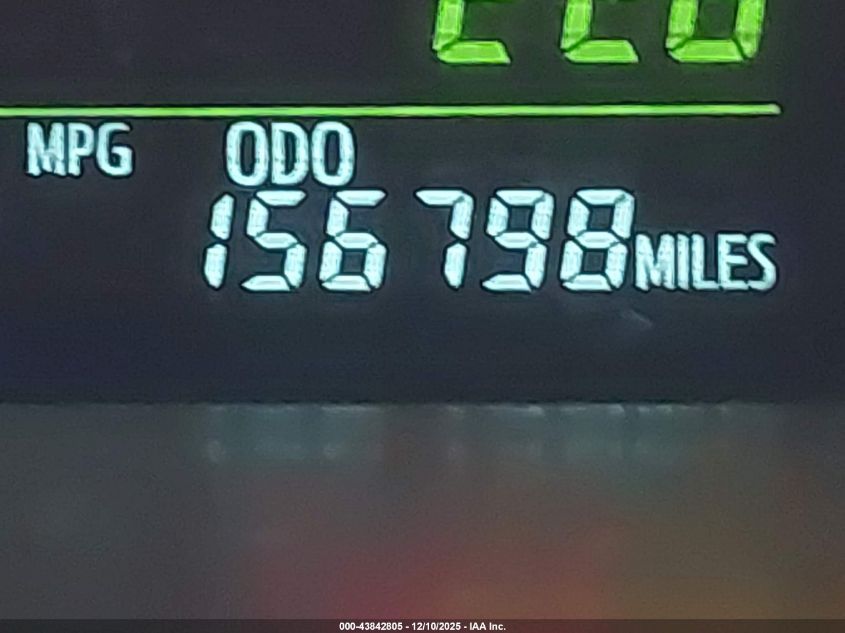 MPG ODO
156798 MILES
000-43842805 - 12/10/2025 - IAA Inc.